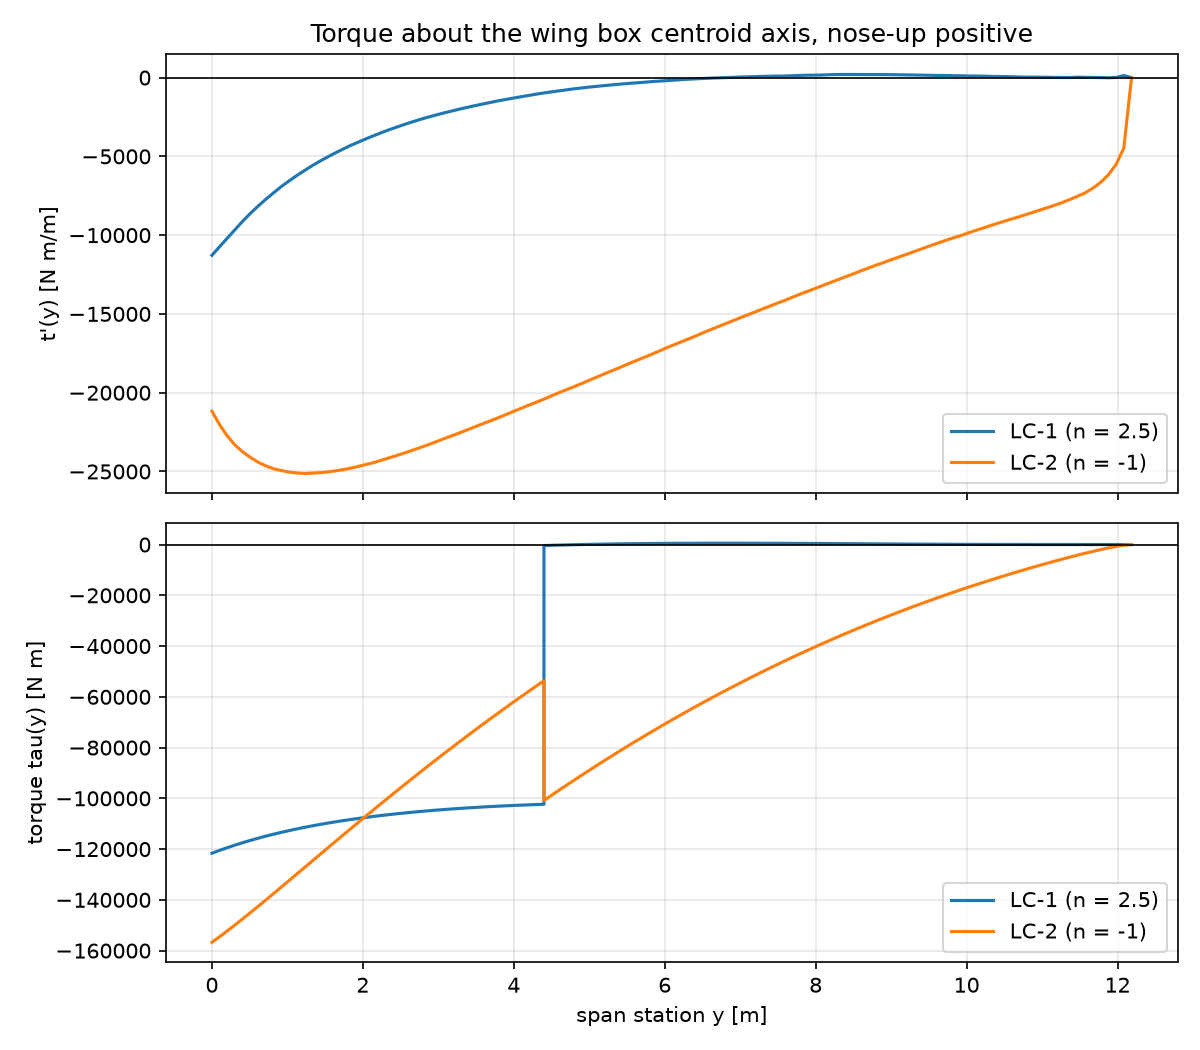 Torque about the wing box centroid axis, nose-up positive
t'(y) [N m/m]
0
−5000
−10000
−15000
−20000
−25000
LC-1 (n = 2.5)
LC-2 (n = -1)
torque tau(y) [N m]
0
−20000
−40000
−60000
−80000
−100000
−120000
−140000
−160000
LC-1 (n = 2.5)
LC-2 (n = -1)
0 2 4 6 8 10 12
span station y [m]